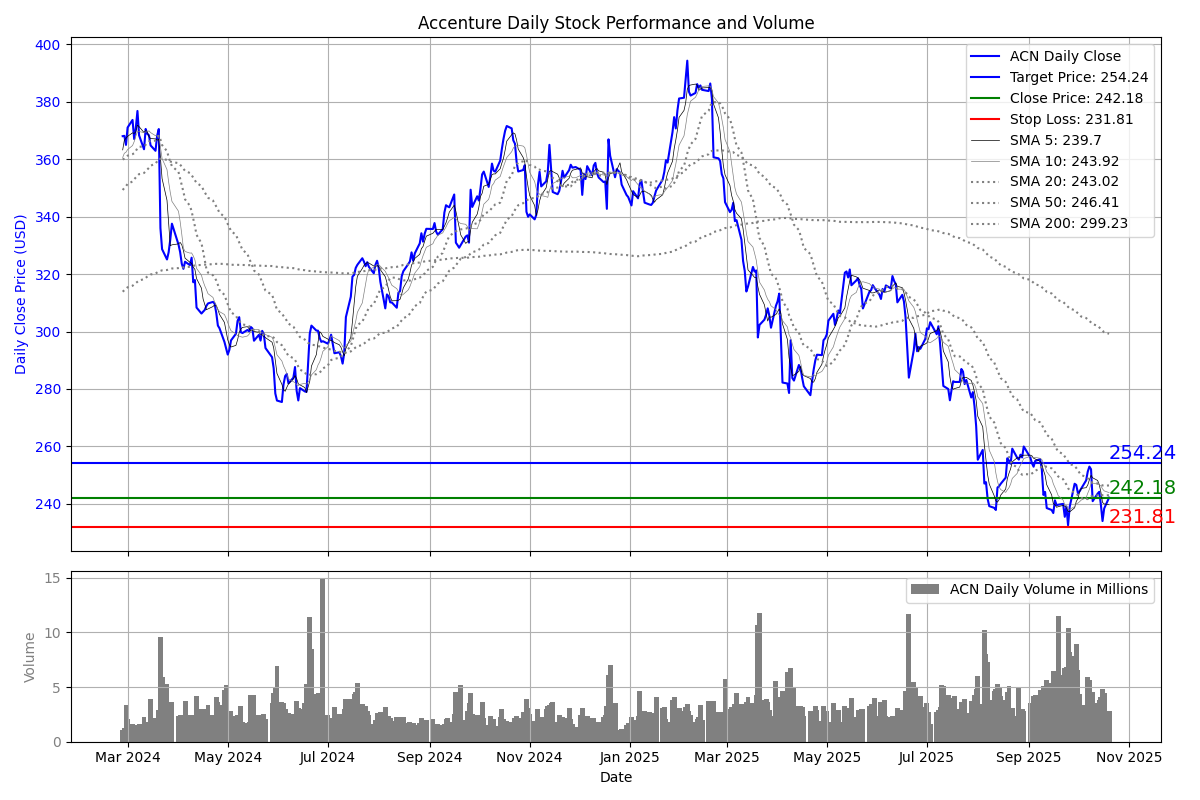 Accenture Daily Stock Performance and Volume
400
380
360
340
320
300
280
260
240
Daily Close Price (USD)
ACN Daily Close
Target Price: 254.24
Close Price: 242.18
Stop Loss: 231.81
SMA 5: 239.7
SMA 10: 243.92
SMA 20: 243.02
SMA 50: 246.41
SMA 200: 299.23
254.24
242.18
231.81
15
10
5
0
Volume
ACN Daily Volume in Millions
Mar 2024 May 2024 Jul 2024 Sep 2024 Nov 2024 Jan 2025 Mar 2025 May 2025 Jul 2025 Sep 2025 Nov 2025
Date